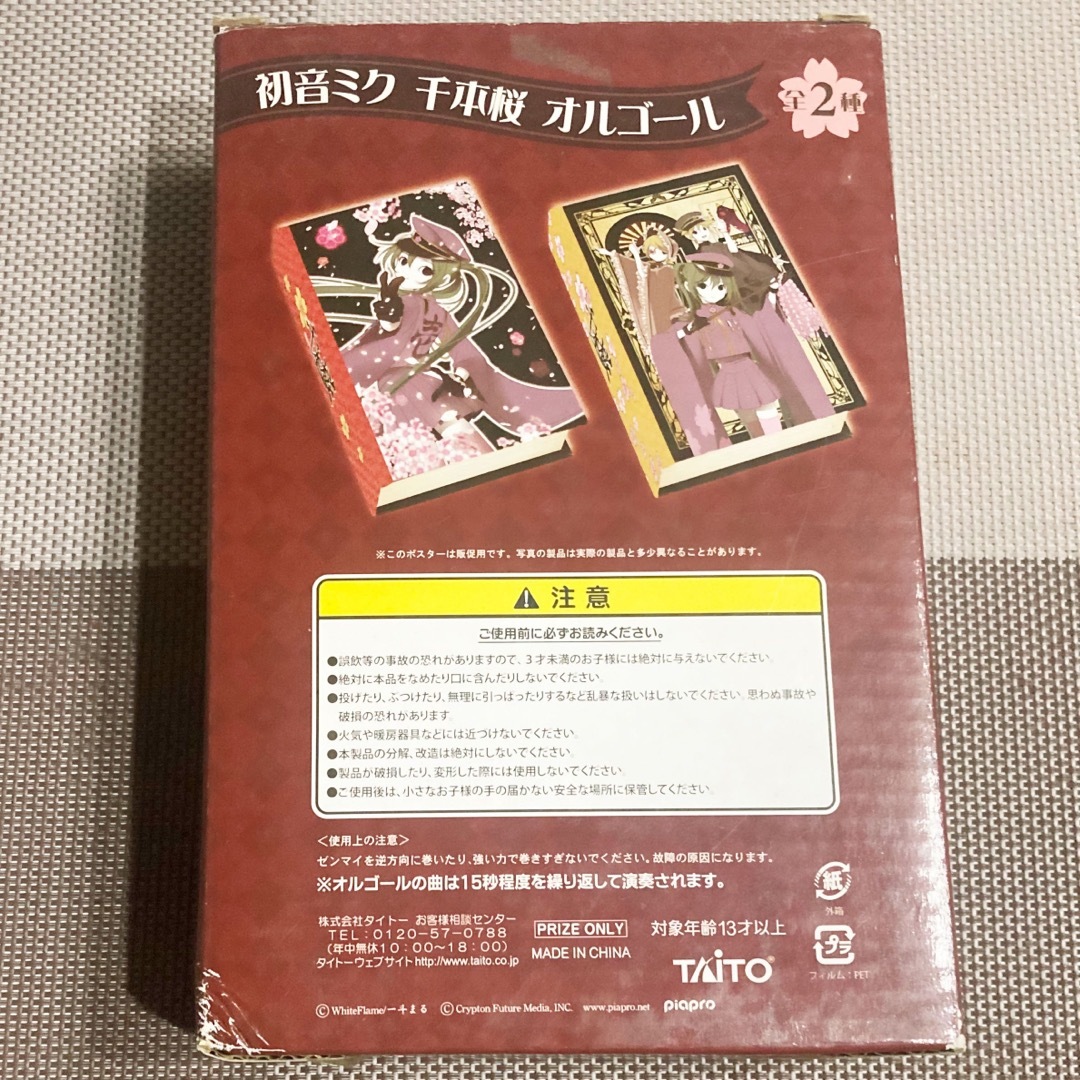 初音ミク 千本桜 オルゴール
全2種
※このポスターは販促用です。写真の製品は実際の製品と多少異なることがあります。
注意
ご使用前に必ずお読みください。
●誤飲等の事故の恐れがありますので、3才未満のお子様には絶対に与えないでください。
●絶対に本品をなめたり口に含んだりしないでください。
●投げたり、ぶつけたり、無理に引っぱったりするなど乱暴な扱いはしないでください。思わぬ事故や
破損の恐れがあります。
●火気や暖房器具などには近づけないでください。
●本製品の分解、改造は絶対にしないでください。
●製品が破損したり、変形した際には使用しないでください。
●ご使用後は、小さなお子様の手の届かない安全な場所に保管してください。
＜使用上の注意＞
ゼンマイを逆方向に巻いたり、強い力で巻きすぎないでください。故障の原因になります。
※オルゴールの曲は15秒程度を繰り返して演奏されます。
株式会社タイトー お客様相談センター
TEL：0120-57-0788
（年中無休10：00～18：00）
タイトーウェブサイトhttp://www.taito.co.jp
PRIZE ONLY
MADE IN CHINA
対象年齢13才以上
TAITO
紙
外箱
プラ
フィルム：PET
©WhiteFlame/一斗まる ©Crypton Future Media, INC. www.piapro.net piapro